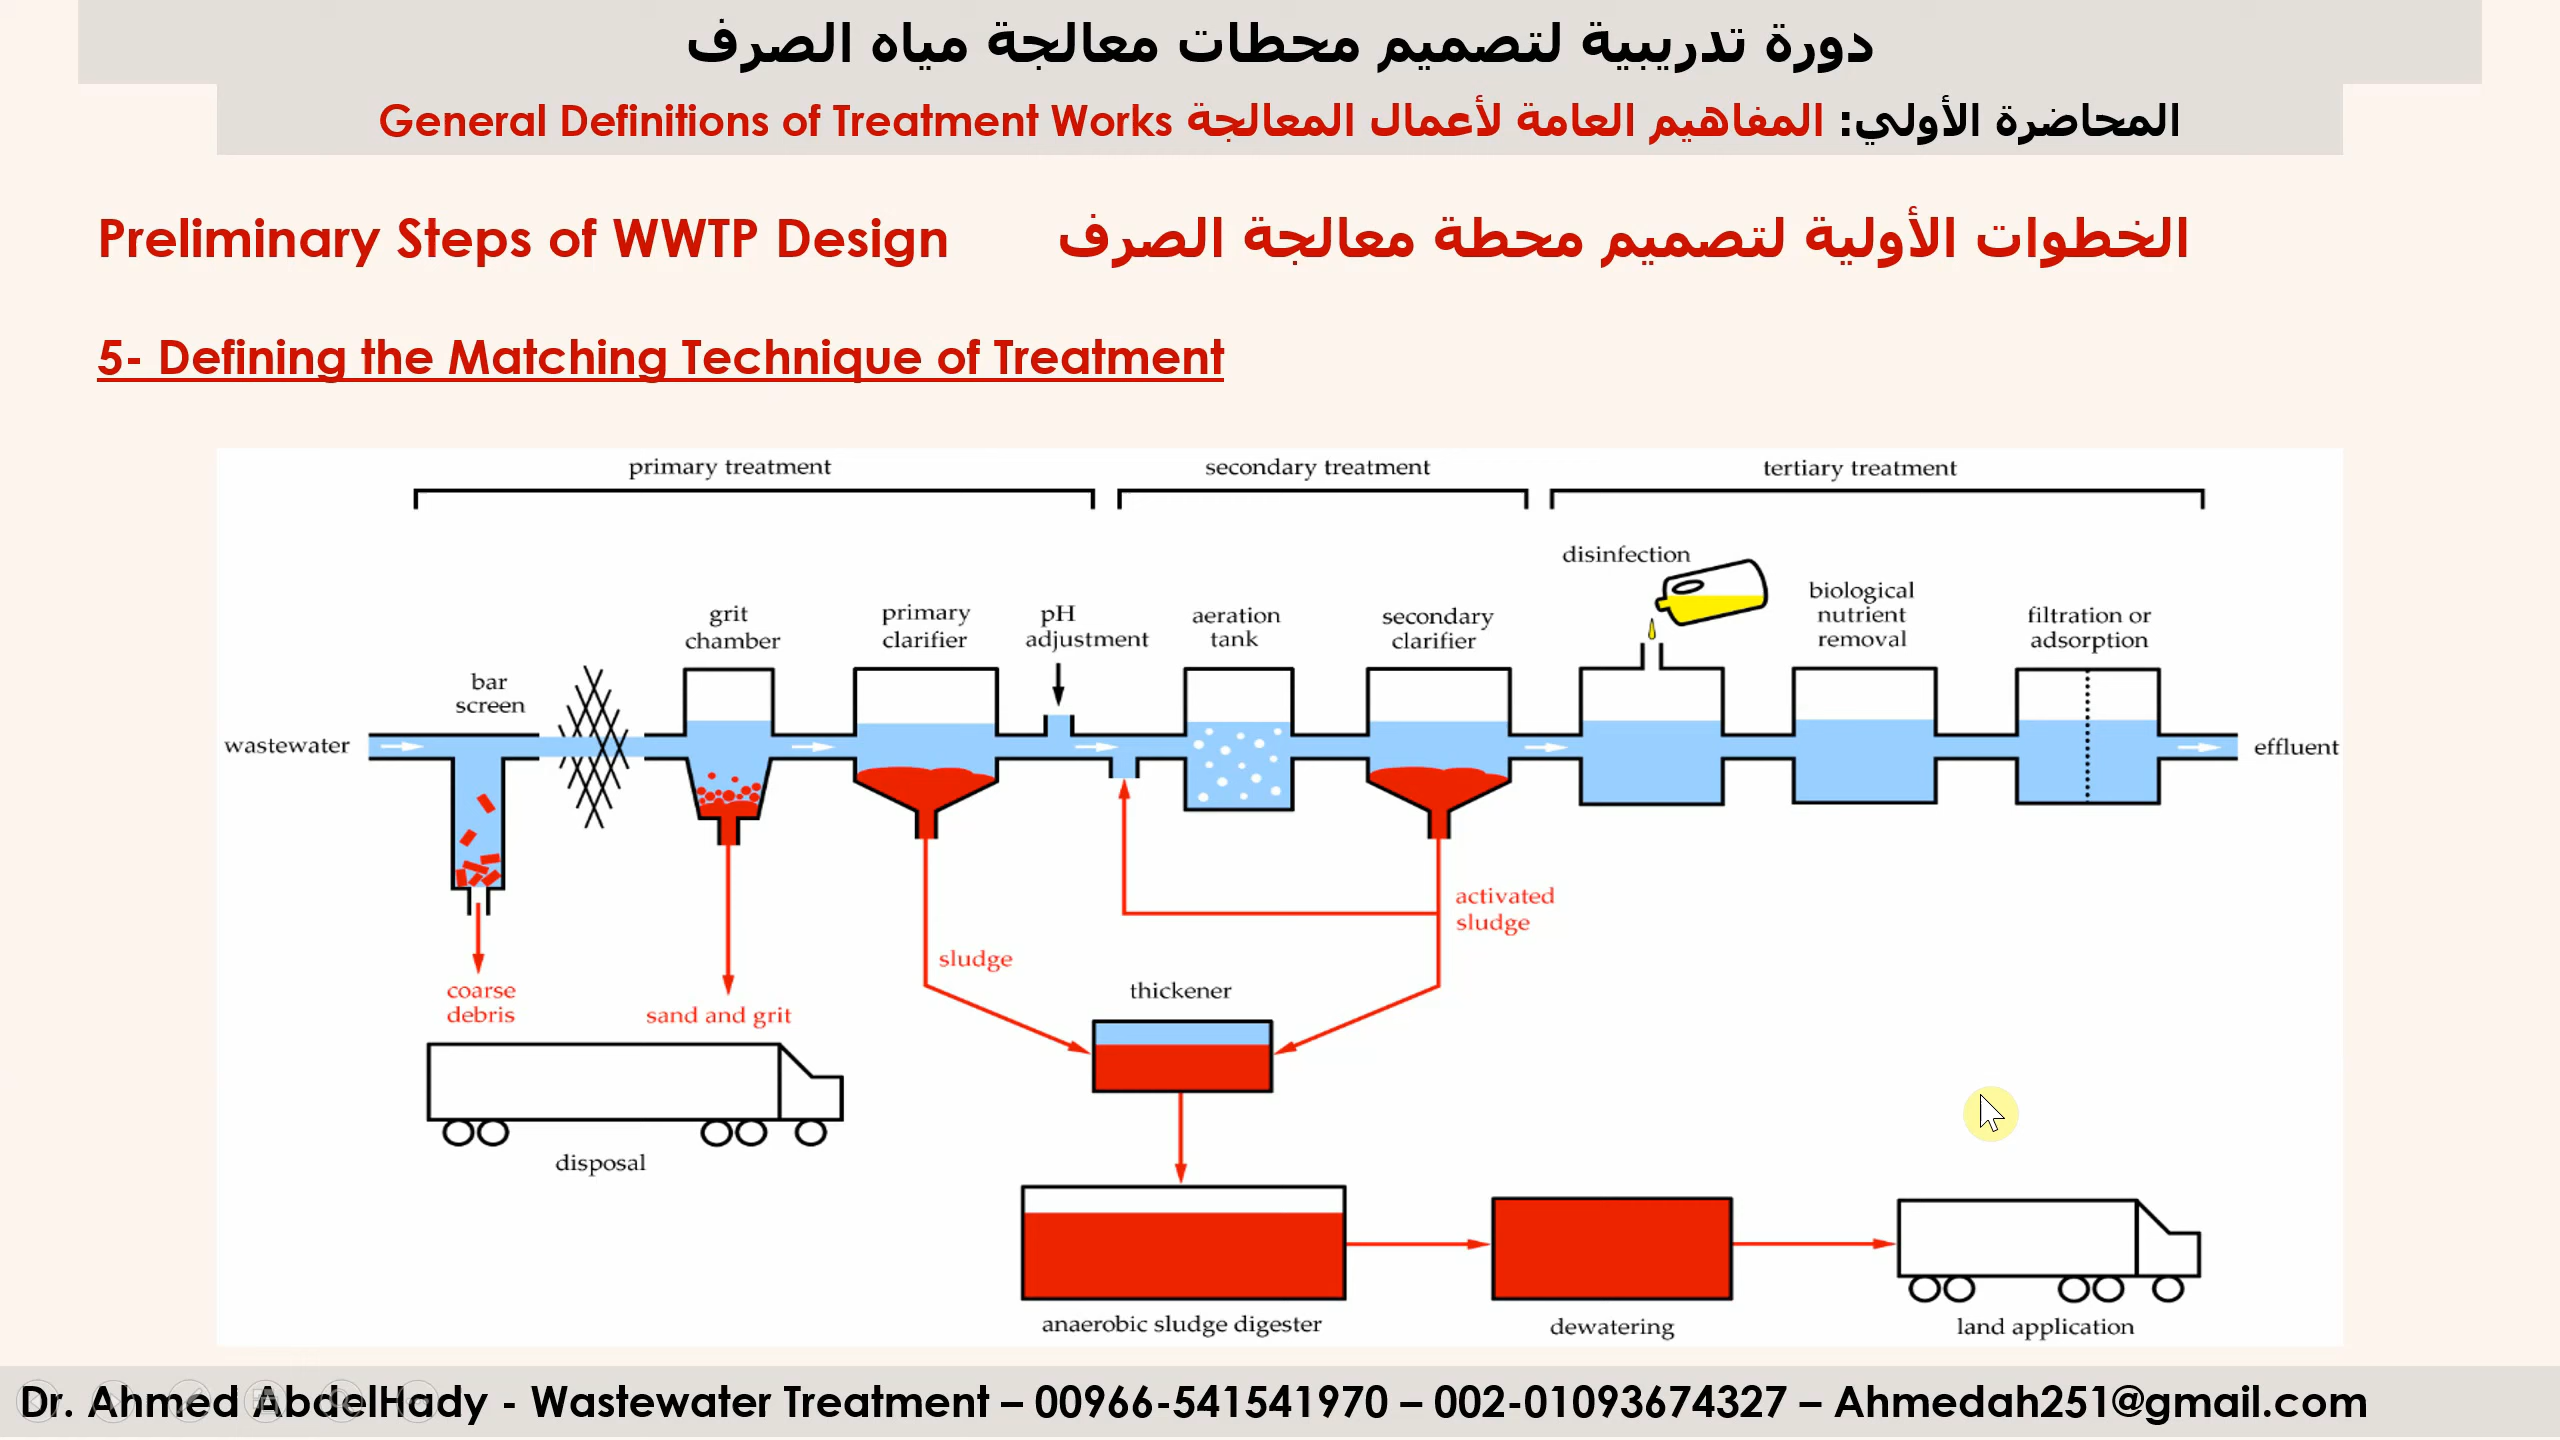 دورة تدريبية لتصميم محطات معالجة مياه الصرف
المحاضرة الأولي: المفاهيم العامة لأعمال المعالجة General Definitions of Treatment Works
Preliminary Steps of WWTP Design الخطوات الأولية لتصميم محطة معالجة الصرف
5- Defining the Matching Technique of Treatment
primary treatment
secondary treatment
tertiary treatment
wastewater
bar
screen
grit
chamber
primary
clarifier
pH
adjustment
aeration
tank
secondary
clarifier
disinfection
biological
nutrient
removal
filtration or
adsorption
effluent
coarse
debris
sand and grit
sludge
activated
sludge
thickener
disposal
anaerobic sludge digester
dewatering
land application
Dr. Ahmed AbdelHady - Wastewater Treatment – 00966-541541970 – 002-01093674327 – Ahmedah251@gmail.com